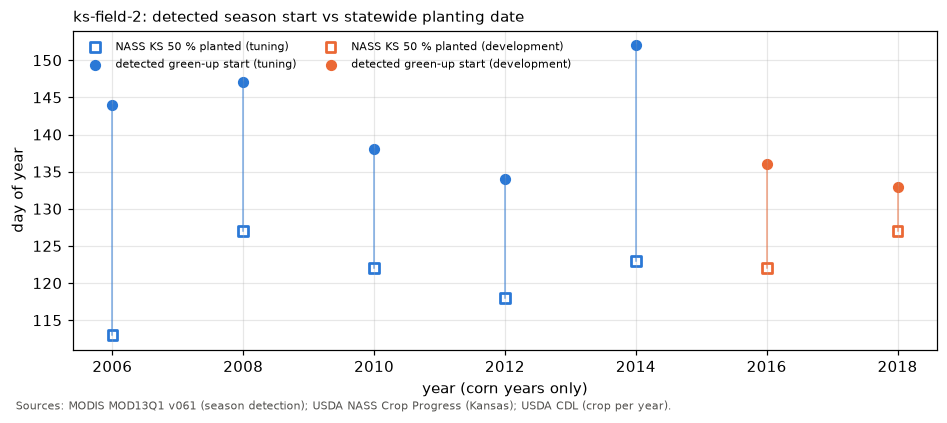 ks-field-2: detected season start vs statewide planting date
NASS KS 50 % planted (tuning)
detected green-up start (tuning)
NASS KS 50 % planted (development)
detected green-up start (development)
day of year
150
145
140
135
130
125
120
115
2006 2008 2010 2012 2014 2016 2018
year (corn years only)
Sources: MODIS MOD13Q1 v061 (season detection); USDA NASS Crop Progress (Kansas); USDA CDL (crop per year).